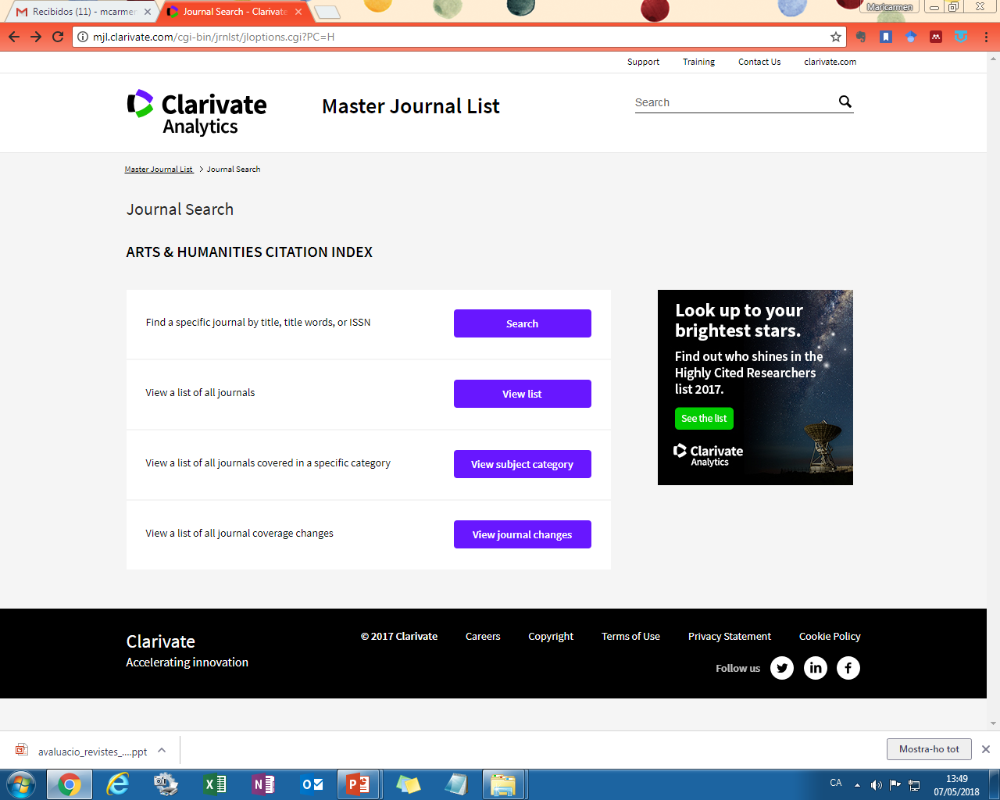 Recibidos (11) - mcarmer
Journal Search - Clarivate
Maricarmen
mjl.clarivate.com/cgi-bin/jrnlst/jloptions.cgi?PC=H
Support Training Contact Us clarivate.com
Clarivate
Analytics
Master Journal List
Search
Master Journal List > Journal Search
Journal Search
ARTS & HUMANITIES CITATION INDEX
Find a specific journal by title, title words, or ISSN
Search
View a list of all journals
View list
View a list of all journals covered in a specific category
View subject category
View a list of all journal coverage changes
View journal changes
Look up to your
brightest stars.
Find out who shines in the
Highly Cited Researchers
list 2017.
See the list
Clarivate
Analytics
Clarivate
Accelerating innovation
© 2017 Clarivate Careers Copyright Terms of Use Privacy Statement Cookie Policy
Follow us
avaluacio_revistes_....ppt
Mostra-ho tot
CA
13:49
07/05/2018